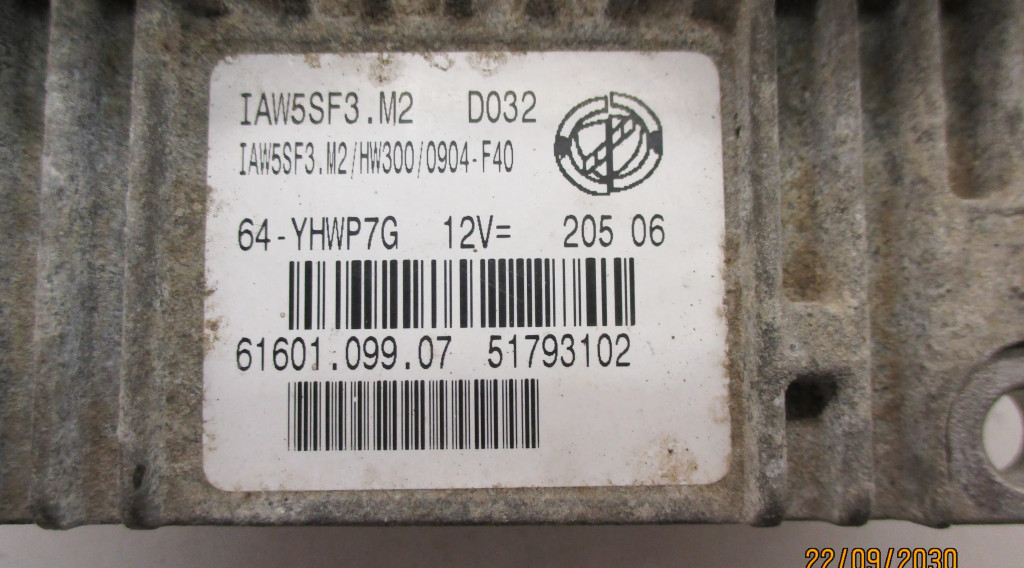 IAW5SF3.M2 D032
IAW5SF3.M2/HW300/0904-F40
64-YHWP7G 12V= 205 06
61601.099.07 51793102
22/09/2030